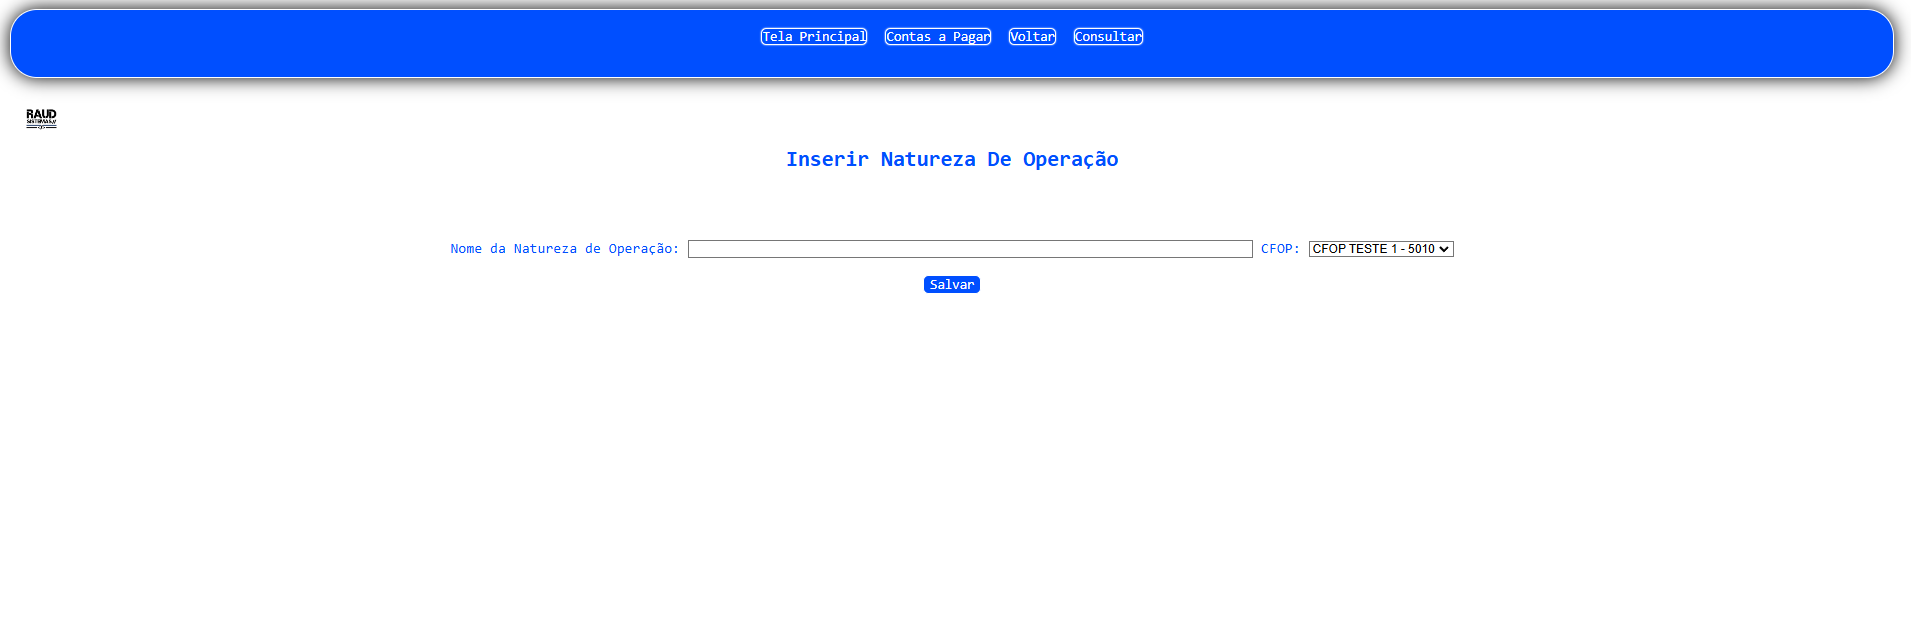 Tela Principal Contas a Pagar Voltar Consultar
RAUD
SISTEMAS//
Inserir Natureza De Operação
Nome da Natureza de Operação: CFOP: CFOP TESTE 1 - 5010
Salvar